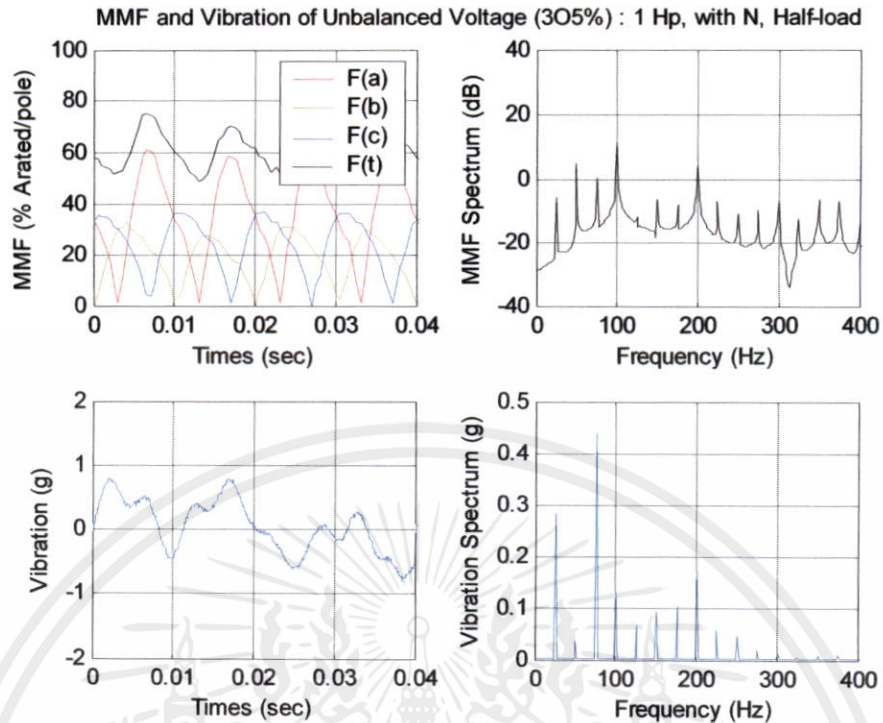 MMF and Vibration of Unbalanced Voltage (3O5%) : 1 Hp, with N, Half-load
MMF (% Arated/pole)
100
80
60
40
20
0
F(a)
F(b)
F(c)
F(t)
0 0.01 0.02 0.03 0.04
Times (sec)
MMF Spectrum (dB)
40
20
0
-20
-40
0 100 200 300 400
Frequency (Hz)
Vibration (g)
2
1
0
-1
-2
0 0.01 0.02 0.03 0.04
Times (sec)
Vibration Spectrum (g)
0.5
0.4
0.3
0.2
0.1
0
0 100 200 300 400
Frequency (Hz)